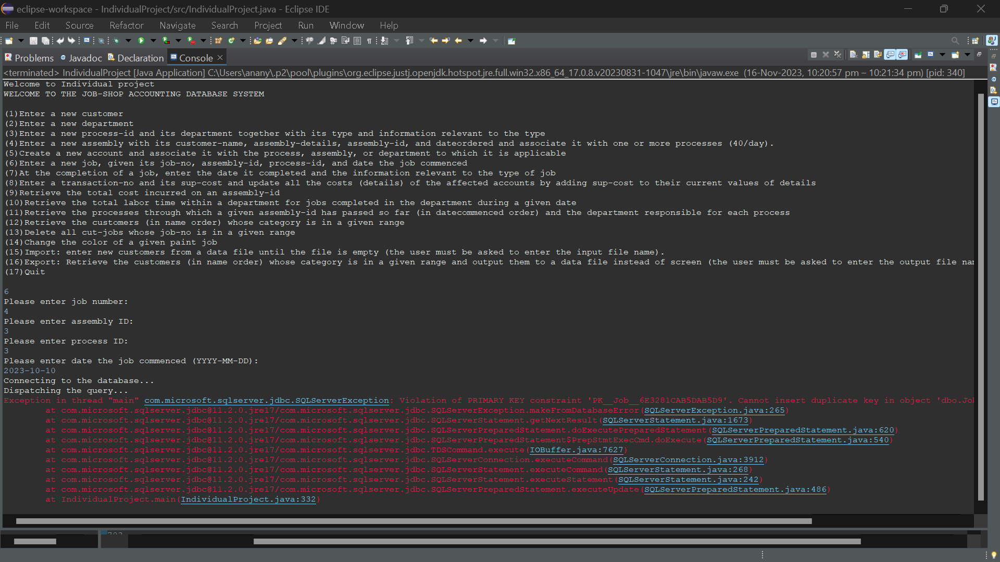 eclipse-workspace - IndividualProject/src/IndividualProject.java - Eclipse IDE
File Edit Source Refactor Navigate Search Project Run Window Help
Problems Javadoc Declaration Console
<terminated> IndividualProject [Java Application] C:\Users\anany\.p2\pool\plugins\org.eclipse.justj.openjdk.hotspot.jre.full.win32.x86_64_17.0.8.v20230831-1047\jre\bin\javaw.exe (16-Nov-2023, 10:20:57 pm – 10:21:34 pm) [pid: 340]
Welcome to Individual project
WELCOME TO THE JOB-SHOP ACCOUNTING DATABASE SYSTEM
(1)Enter a new customer
(2)Enter a new department
(3)Enter a new process-id and its department together with its type and information relevant to the type
(4)Enter a new assembly with its customer-name, assembly-details, assembly-id, and dateordered and associate it with one or more processes (40/day).
(5)Create a new account and associate it with the process, assembly, or department to which it is applicable
(6)Enter a new job, given its job-no, assembly-id, process-id, and date the job commenced
(7)At the completion of a job, enter the date it completed and the information relevant to the type of job
(8)Enter a transaction-no and its sup-cost and update all the costs (details) of the affected accounts by adding sup-cost to their current values of details
(9)Retrieve the total cost incurred on an assembly-id
(10)Retrieve the total labor time within a department for jobs completed in the department during a given date
(11)Retrieve the processes through which a given assembly-id has passed so far (in datecommenced order) and the department responsible for each process
(12)Retrieve the customers (in name order) whose category is in a given range
(13)Delete all cut-jobs whose job-no is in a given range
(14)Change the color of a given paint job
(15)Import: enter new customers from a data file until the file is empty (the user must be asked to enter the input file name).
(16)Export: Retrieve the customers (in name order) whose category is in a given range and output them to a data file instead of screen (the user must be asked to enter the output file nam
(17)Quit
6
Please enter job number:
4
Please enter assembly ID:
3
Please enter process ID:
3
Please enter date the job commenced (YYYY-MM-DD):
2023-10-10
Connecting to the database...
Dispatching the query...
Exception in thread "main" com.microsoft.sqlserver.jdbc.SQLServerException: Violation of PRIMARY KEY constraint 'PK__Job__6E3281CAB5DAB5D9'. Cannot insert duplicate key in object 'dbo.Job
at com.microsoft.sqlserver.jdbc@11.2.0.jre17/com.microsoft.sqlserver.jdbc.SQLServerException.makeFromDatabaseError(SQLServerException.java:265)
at com.microsoft.sqlserver.jdbc@11.2.0.jre17/com.microsoft.sqlserver.jdbc.SQLServerStatement.getNextResult(SQLServerStatement.java:1673)
at com.microsoft.sqlserver.jdbc@11.2.0.jre17/com.microsoft.sqlserver.jdbc.SQLServerPreparedStatement.doExecutePreparedStatement(SQLServerPreparedStatement.java:620)
at com.microsoft.sqlserver.jdbc@11.2.0.jre17/com.microsoft.sqlserver.jdbc.SQLServerPreparedStatement$PrepStmtExecCmd.doExecute(SQLServerPreparedStatement.java:540)
at com.microsoft.sqlserver.jdbc@11.2.0.jre17/com.microsoft.sqlserver.jdbc.TDSCommand.execute(IOBuffer.java:7627)
at com.microsoft.sqlserver.jdbc@11.2.0.jre17/com.microsoft.sqlserver.jdbc.SQLServerConnection.executeCommand(SQLServerConnection.java:3912)
at com.microsoft.sqlserver.jdbc@11.2.0.jre17/com.microsoft.sqlserver.jdbc.SQLServerStatement.executeCommand(SQLServerStatement.java:268)
at com.microsoft.sqlserver.jdbc@11.2.0.jre17/com.microsoft.sqlserver.jdbc.SQLServerStatement.executeStatement(SQLServerStatement.java:242)
at com.microsoft.sqlserver.jdbc@11.2.0.jre17/com.microsoft.sqlserver.jdbc.SQLServerPreparedStatement.executeUpdate(SQLServerPreparedStatement.java:486)
at IndividualProject.main(IndividualProject.java:332)